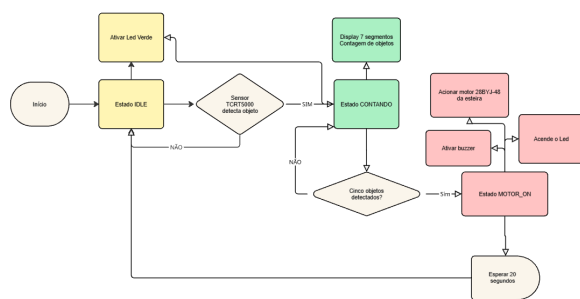 Ativar Led Verde
Display 7 segmentos
Contagem de objetos
Início
Estado IDLE
Sensor
TCRT5000
detecta objeto
SIM
Estado CONTANDO
NÃO
Acionar motor 28BYJ-48
da esteira
Ativar buzzer
Acende o Led
NÃO
Cinco objetos
detectados?
Sim
Estado MOTOR_ON
Esperar 20
segundos